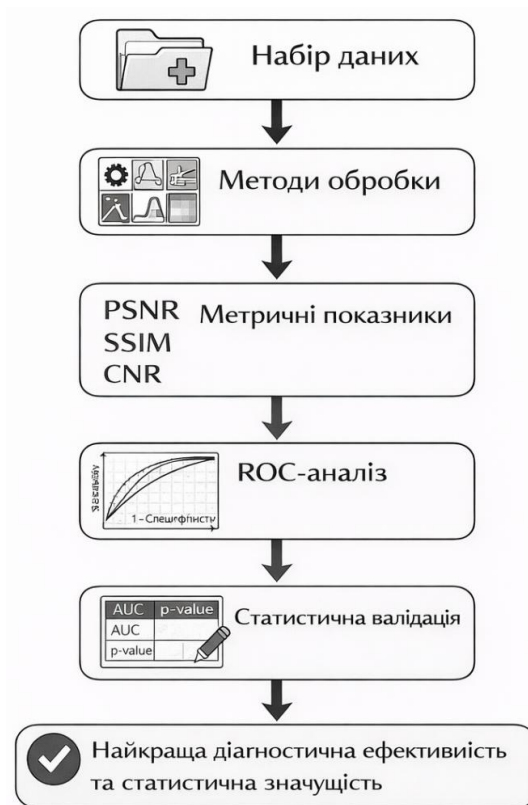 Набір даних
Методи обробки
PSNR
Метричні показники
SSIM
CNR
ROC-аналіз
AUC p-value
AUC
p-value
Статистична валідація
Найкраща діагностична ефективність
та статистична значущість